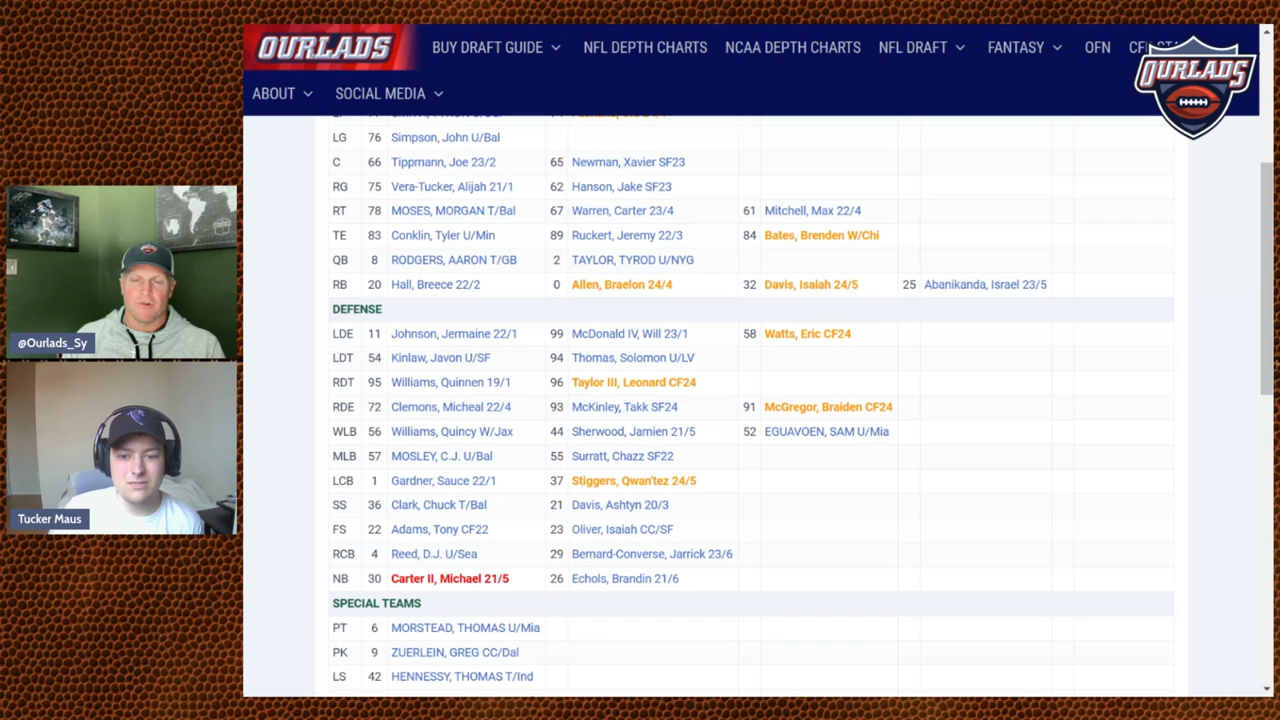 OURLADS BUY DRAFT GUIDE NFL DEPTH CHARTS NCAA DEPTH CHARTS NFL DRAFT FANTASY OFN
OURLADS
ABOUT SOCIAL MEDIA
LG 76 Simpson, John U/Bal
C 66 Tippmann, Joe 23/2 65 Newman, Xavier SF23
RG 75 Vera-Tucker, Alijah 21/1 62 Hanson, Jake SF23
RT 78 MOSES, MORGAN T/Bal 67 Warren, Carter 23/4 61 Mitchell, Max 22/4
TE 83 Conklin, Tyler U/Min 89 Ruckert, Jeremy 22/3 84 Bates, Brenden W/Chi
QB 8 RODGERS, AARON T/GB 2 TAYLOR, TYROD U/NYG
RB 20 Hall, Breece 22/2 0 Allen, Braelon 24/4 32 Davis, Isaiah 24/5 25 Abanikanda, Israel 23/5
DEFENSE
LDE 11 Johnson, Jermaine 22/1 99 McDonald IV, Will 23/1 58 Watts, Eric CF24
LDT 54 Kinlaw, Javon U/SF 94 Thomas, Solomon U/LV
RDT 95 Williams, Quinnen 19/1 96 Taylor III, Leonard CF24
RDE 72 Clemons, Micheal 22/4 93 McKinley, Takk SF24 91 McGregor, Braiden CF24
WLB 56 Williams, Quincy W/Jax 44 Sherwood, Jamien 21/5 52 EGUAVOEN, SAM U/Mia
MLB 57 MOSLEY, C.J. U/Bal 55 Surratt, Chazz SF22
LCB 1 Gardner, Sauce 22/1 37 Stiggers, Qwan'tez 24/5
SS 36 Clark, Chuck T/Bal 21 Davis, Ashtyn 20/3
FS 22 Adams, Tony CF22 23 Oliver, Isaiah CC/SF
RCB 4 Reed, D.J. U/Sea 29 Bernard-Converse, Jarrick 23/6
NB 30 Carter II, Michael 21/5 26 Echols, Brandin 21/6
SPECIAL TEAMS
PT 6 MORSTEAD, THOMAS U/Mia
PK 9 ZUERLEIN, GREG CC/Dal
LS 42 HENNESSY, THOMAS T/Ind
@Ourlads_Sy
Tucker Maus